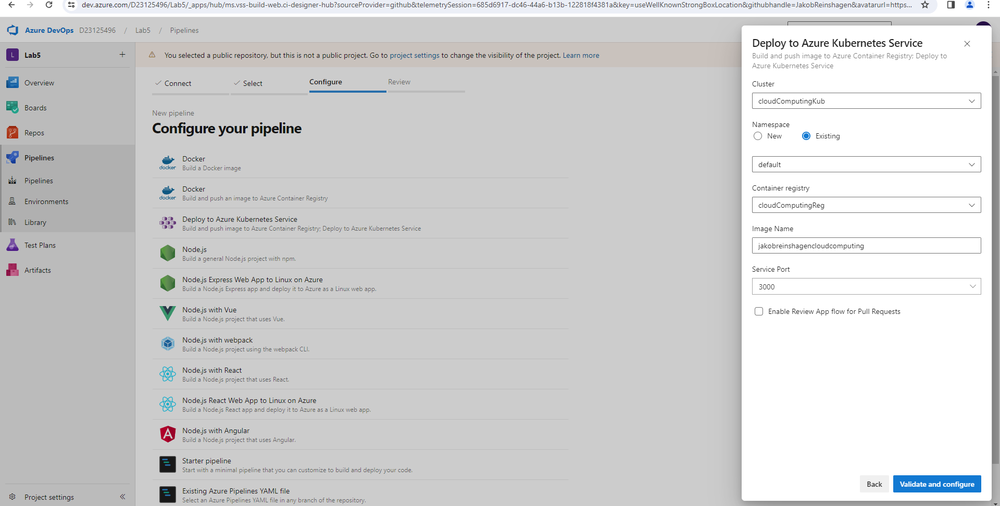 dev.azure.com/D23125496/Lab5/_apps/hub/ms.vss-build-web.ci-designer-hub?sourceProvider=github&telemetrySession=685d6917-dc46-44a6-b13b-122818f4381a&key=useWellKnownStrongBoxLocation&githubhandle=JakobReinshagen&avatarurl=https...
Azure DevOps D23125496 / Lab5 / Pipelines
L Lab5
Overview
Boards
Repos
Pipelines
Pipelines
Environments
Library
Test Plans
Artifacts
Project settings
You selected a public repository, but this is not a public project. Go to project settings to change the visibility of the project. Learn more
Connect Select Configure Review
New pipeline
Configure your pipeline
docker
Docker
Build a Docker image
docker
Docker
Build and push an image to Azure Container Registry
Deploy to Azure Kubernetes Service
Build and push image to Azure Container Registry; Deploy to Azure Kubernetes Service
Node.js
Build a general Node.js project with npm.
Node.js Express Web App to Linux on Azure
Build a Node.js Express app and deploy it to Azure as a Linux web app.
Node.js with Vue
Build a Node.js project that uses Vue.
Node.js with webpack
Build a Node.js project using the webpack CLI.
Node.js with React
Build a Node.js project that uses React.
Node.js React Web App to Linux on Azure
Build a Node.js React app and deploy it to Azure as a Linux web app.
Node.js with Angular
Build a Node.js project that uses Angular.
Starter pipeline
Start with a minimal pipeline that you can customize to build and deploy your code.
Existing Azure Pipelines YAML file
Select an Azure Pipelines YAML file in any branch of the repository.
Deploy to Azure Kubernetes Service
Build and push image to Azure Container Registry; Deploy to
Azure Kubernetes Service
Cluster
cloudComputingKub
Namespace
New Existing
default
Container registry
cloudComputingReg
Image Name
jakobreinshagencloudcomputing
Service Port
3000
Enable Review App flow for Pull Requests
Back Validate and configure